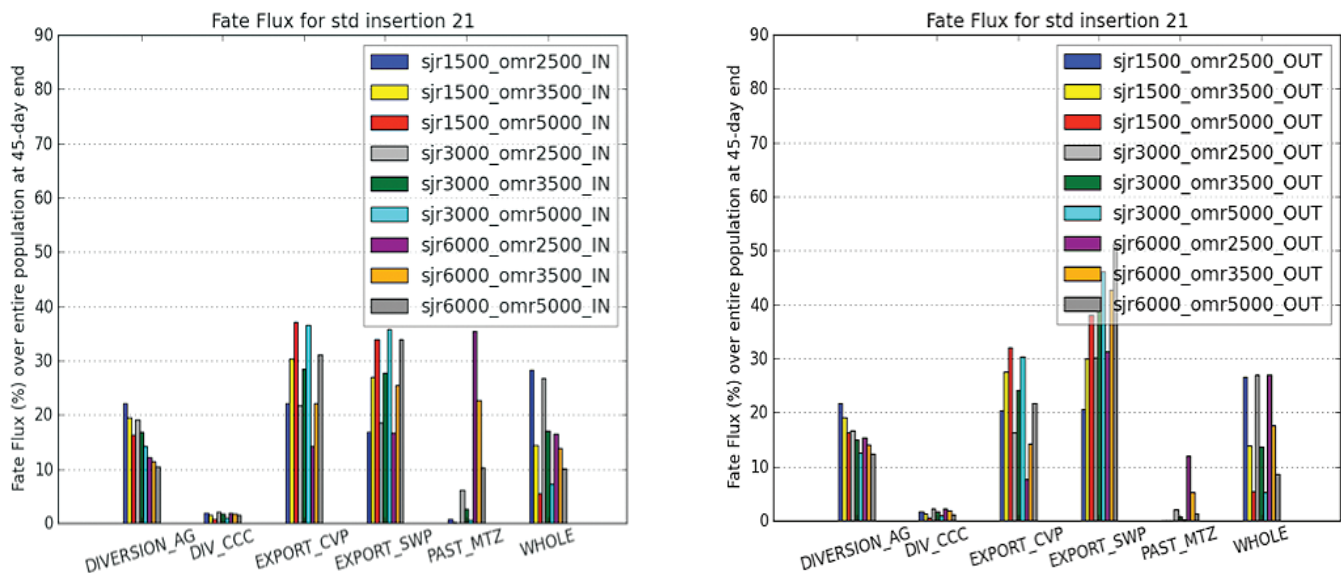 Fate Flux for std insertion 21
Fate Flux (%) over entire population at 45-day end
90
80
70
60
50
40
30
20
10
0
sjr1500_omr2500_IN
sjr1500_omr3500_IN
sjr1500_omr5000_IN
sjr3000_omr2500_IN
sjr3000_omr3500_IN
sjr3000_omr5000_IN
sjr6000_omr2500_IN
sjr6000_omr3500_IN
sjr6000_omr5000_IN
DIVERSION_AG
DIV_CCC
EXPORT_CVP
EXPORT_SWP
PAST_MTZ
WHOLE
Fate Flux for std insertion 21
Fate Flux (%) over entire population at 45-day end
90
80
70
60
50
40
30
20
10
0
sjr1500_omr2500_OUT
sjr1500_omr3500_OUT
sjr1500_omr5000_OUT
sjr3000_omr2500_OUT
sjr3000_omr3500_OUT
sjr3000_omr5000_OUT
sjr6000_omr2500_OUT
sjr6000_omr3500_OUT
sjr6000_omr5000_OUT
DIVERSION_AG
DIV_CCC
EXPORT_CVP
EXPORT_SWP
PAST_MTZ
WHOLE